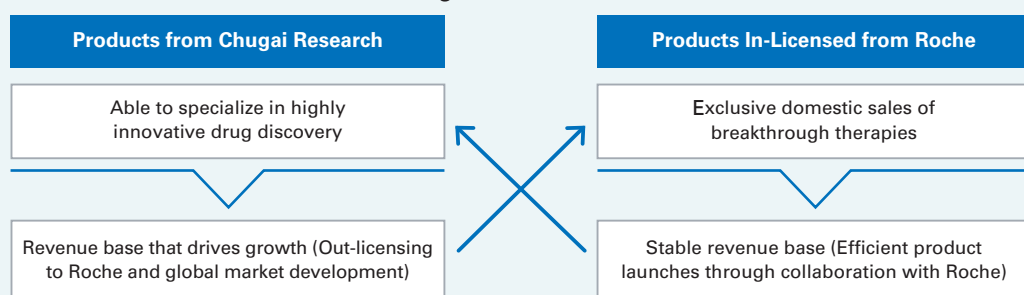 Products from Chugai Research
Able to specialize in highly
innovative drug discovery
Revenue base that drives growth (Out-licensing
to Roche and global market development)
Products In-Licensed from Roche
Exclusive domestic sales of
breakthrough therapies
Stable revenue base (Efficient product
launches through collaboration with Roche)